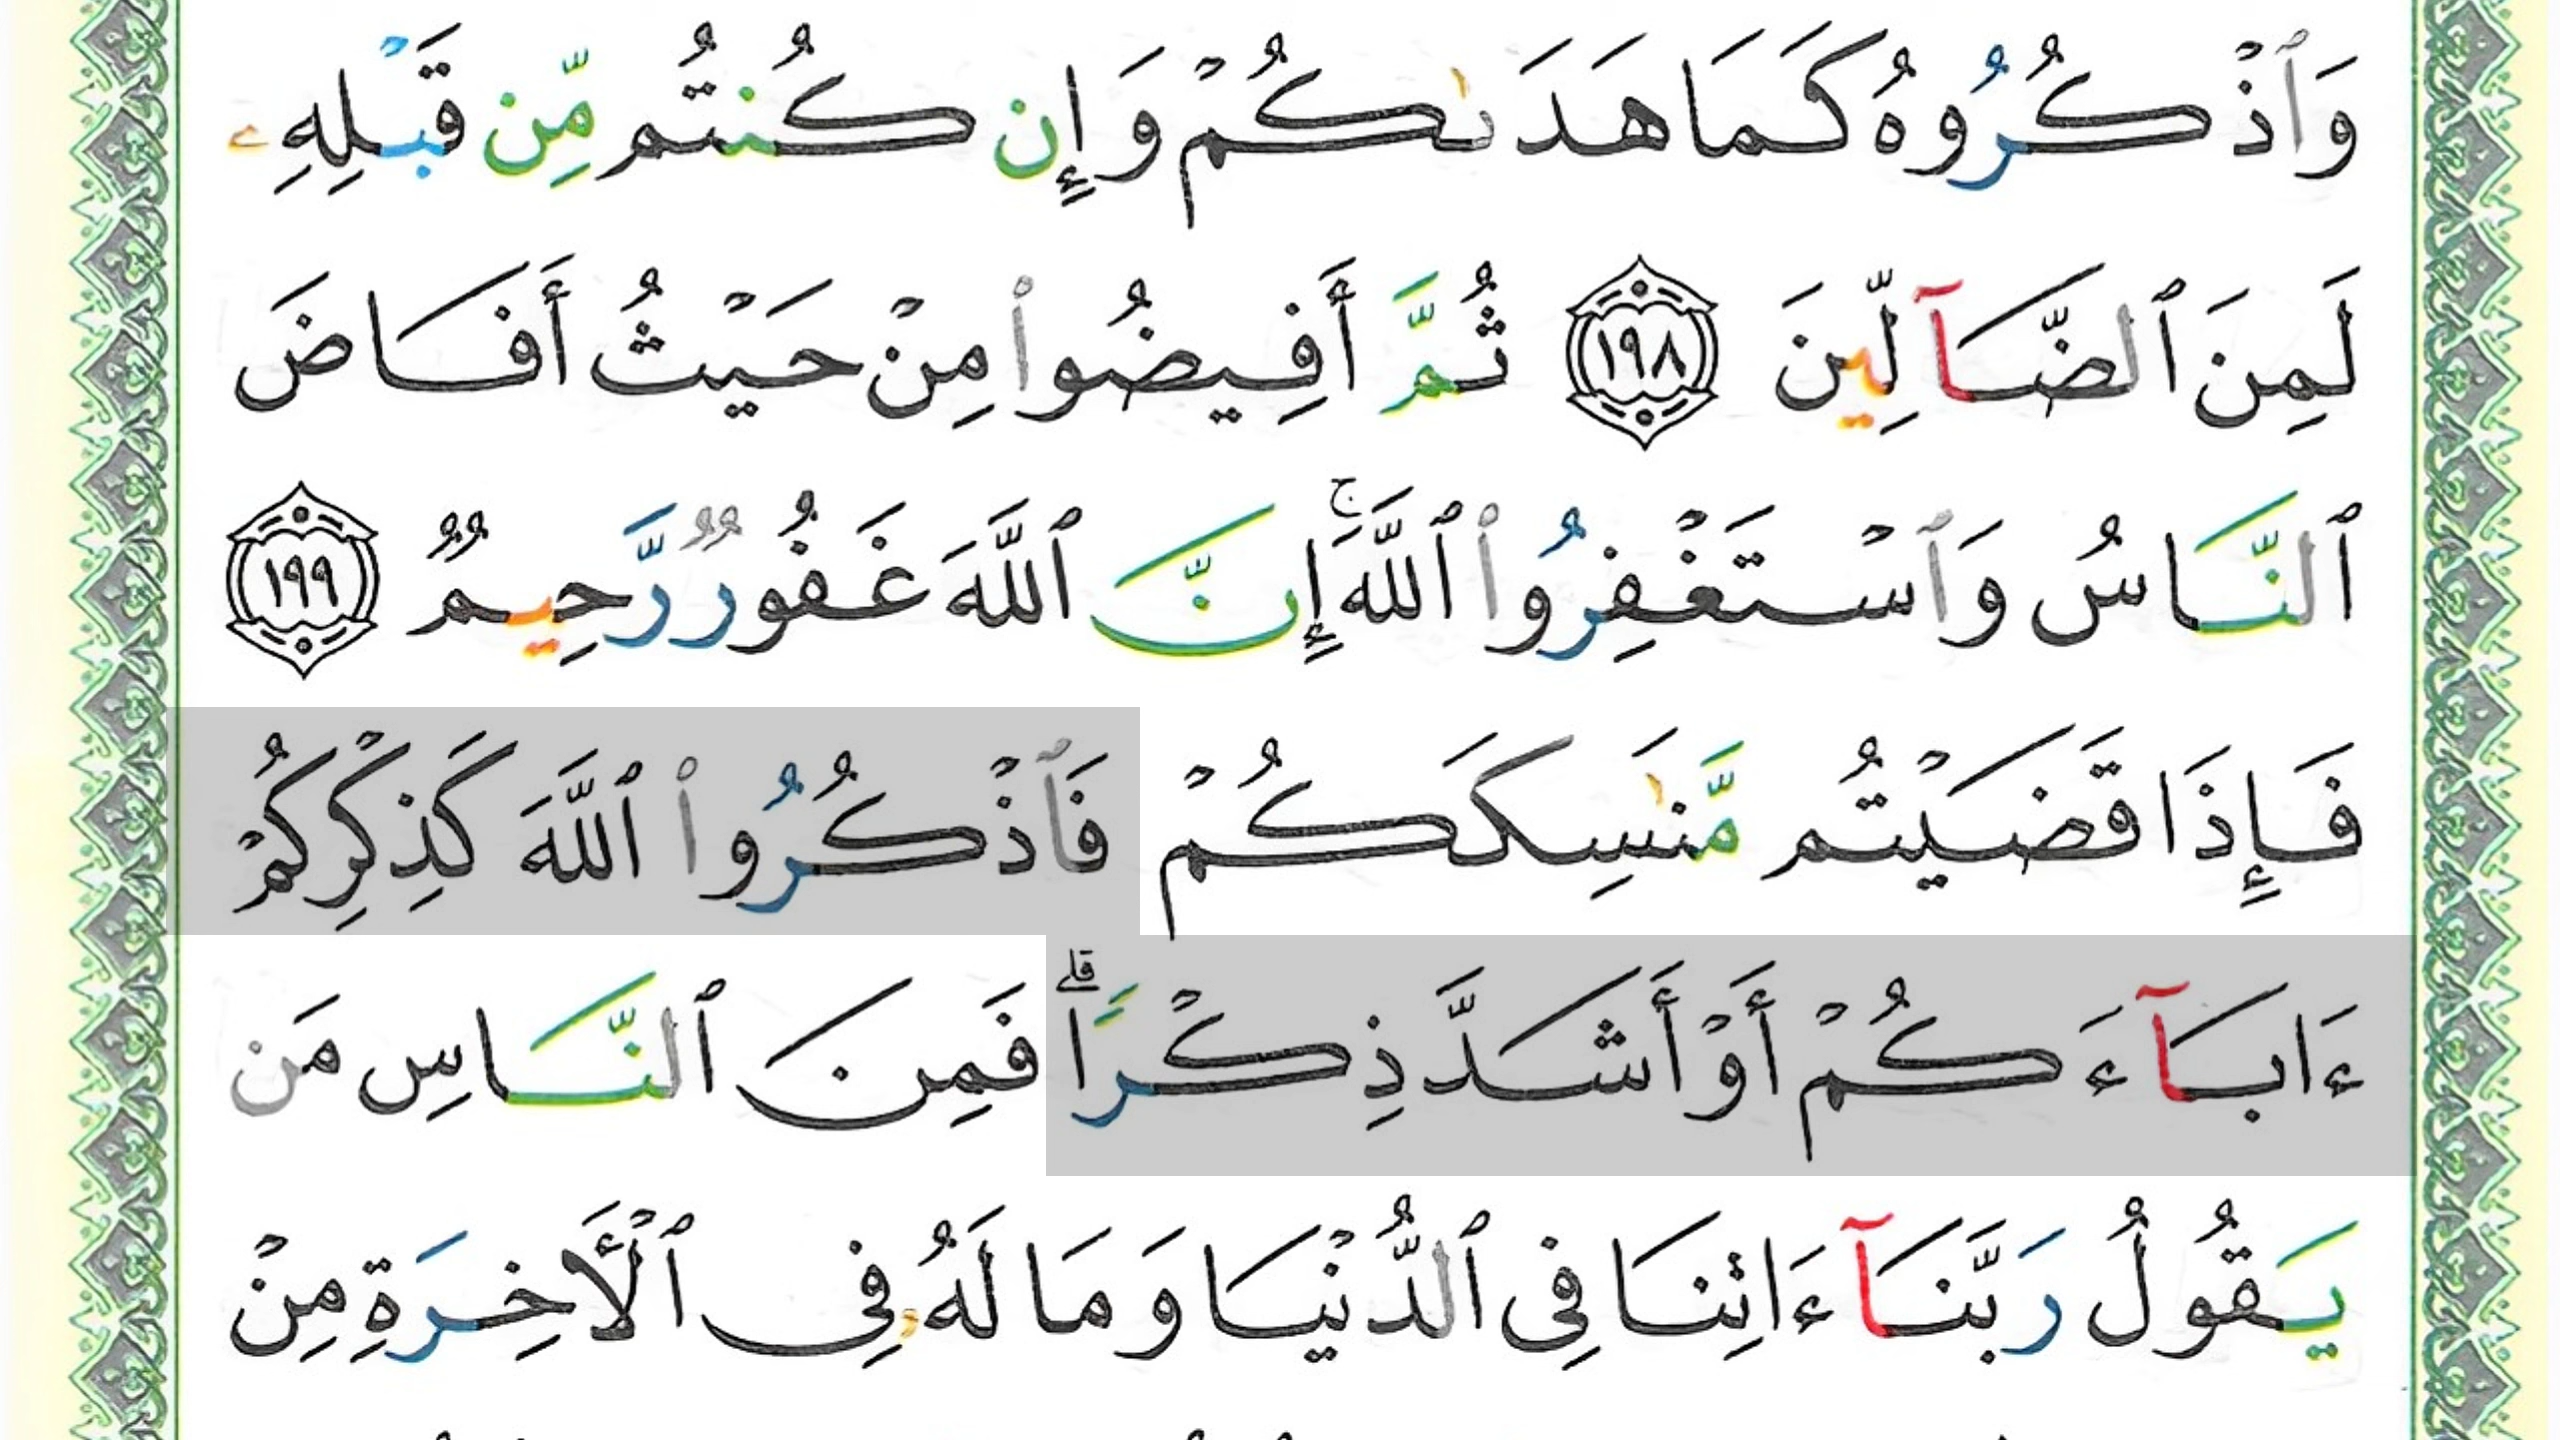 وَٱذْكُرُوهُ كَمَا هَدَىٰكُمْ وَإِن كُنتُم مِّن قَبْلِهِۦ
لَمِنَ ٱلضَّآلِّينَ ١٩٨ ثُمَّ أَفِيضُوا۟ مِنْ حَيْثُ أَفَاضَ
ٱلنَّاسُ وَٱسْتَغْفِرُوا۟ ٱللَّهَ ۚ إِنَّ ٱللَّهَ غَفُورٌ رَّحِيمٌ ١٩٩
فَإِذَا قَضَيْتُم مَّنَٰسِكَكُمْ فَٱذْكُرُوا۟ ٱللَّهَ كَذِكْرِكُمْ
ءَابَآءَكُمْ أَوْ أَشَدَّ ذِكْرًا ۗ فَمِنَ ٱلنَّاسِ مَن
يَقُولُ رَبَّنَآ ءَاتِنَا فِى ٱلدُّنْيَا وَمَا لَهُۥ فِى ٱلْأَخِرَةِ مِنْ